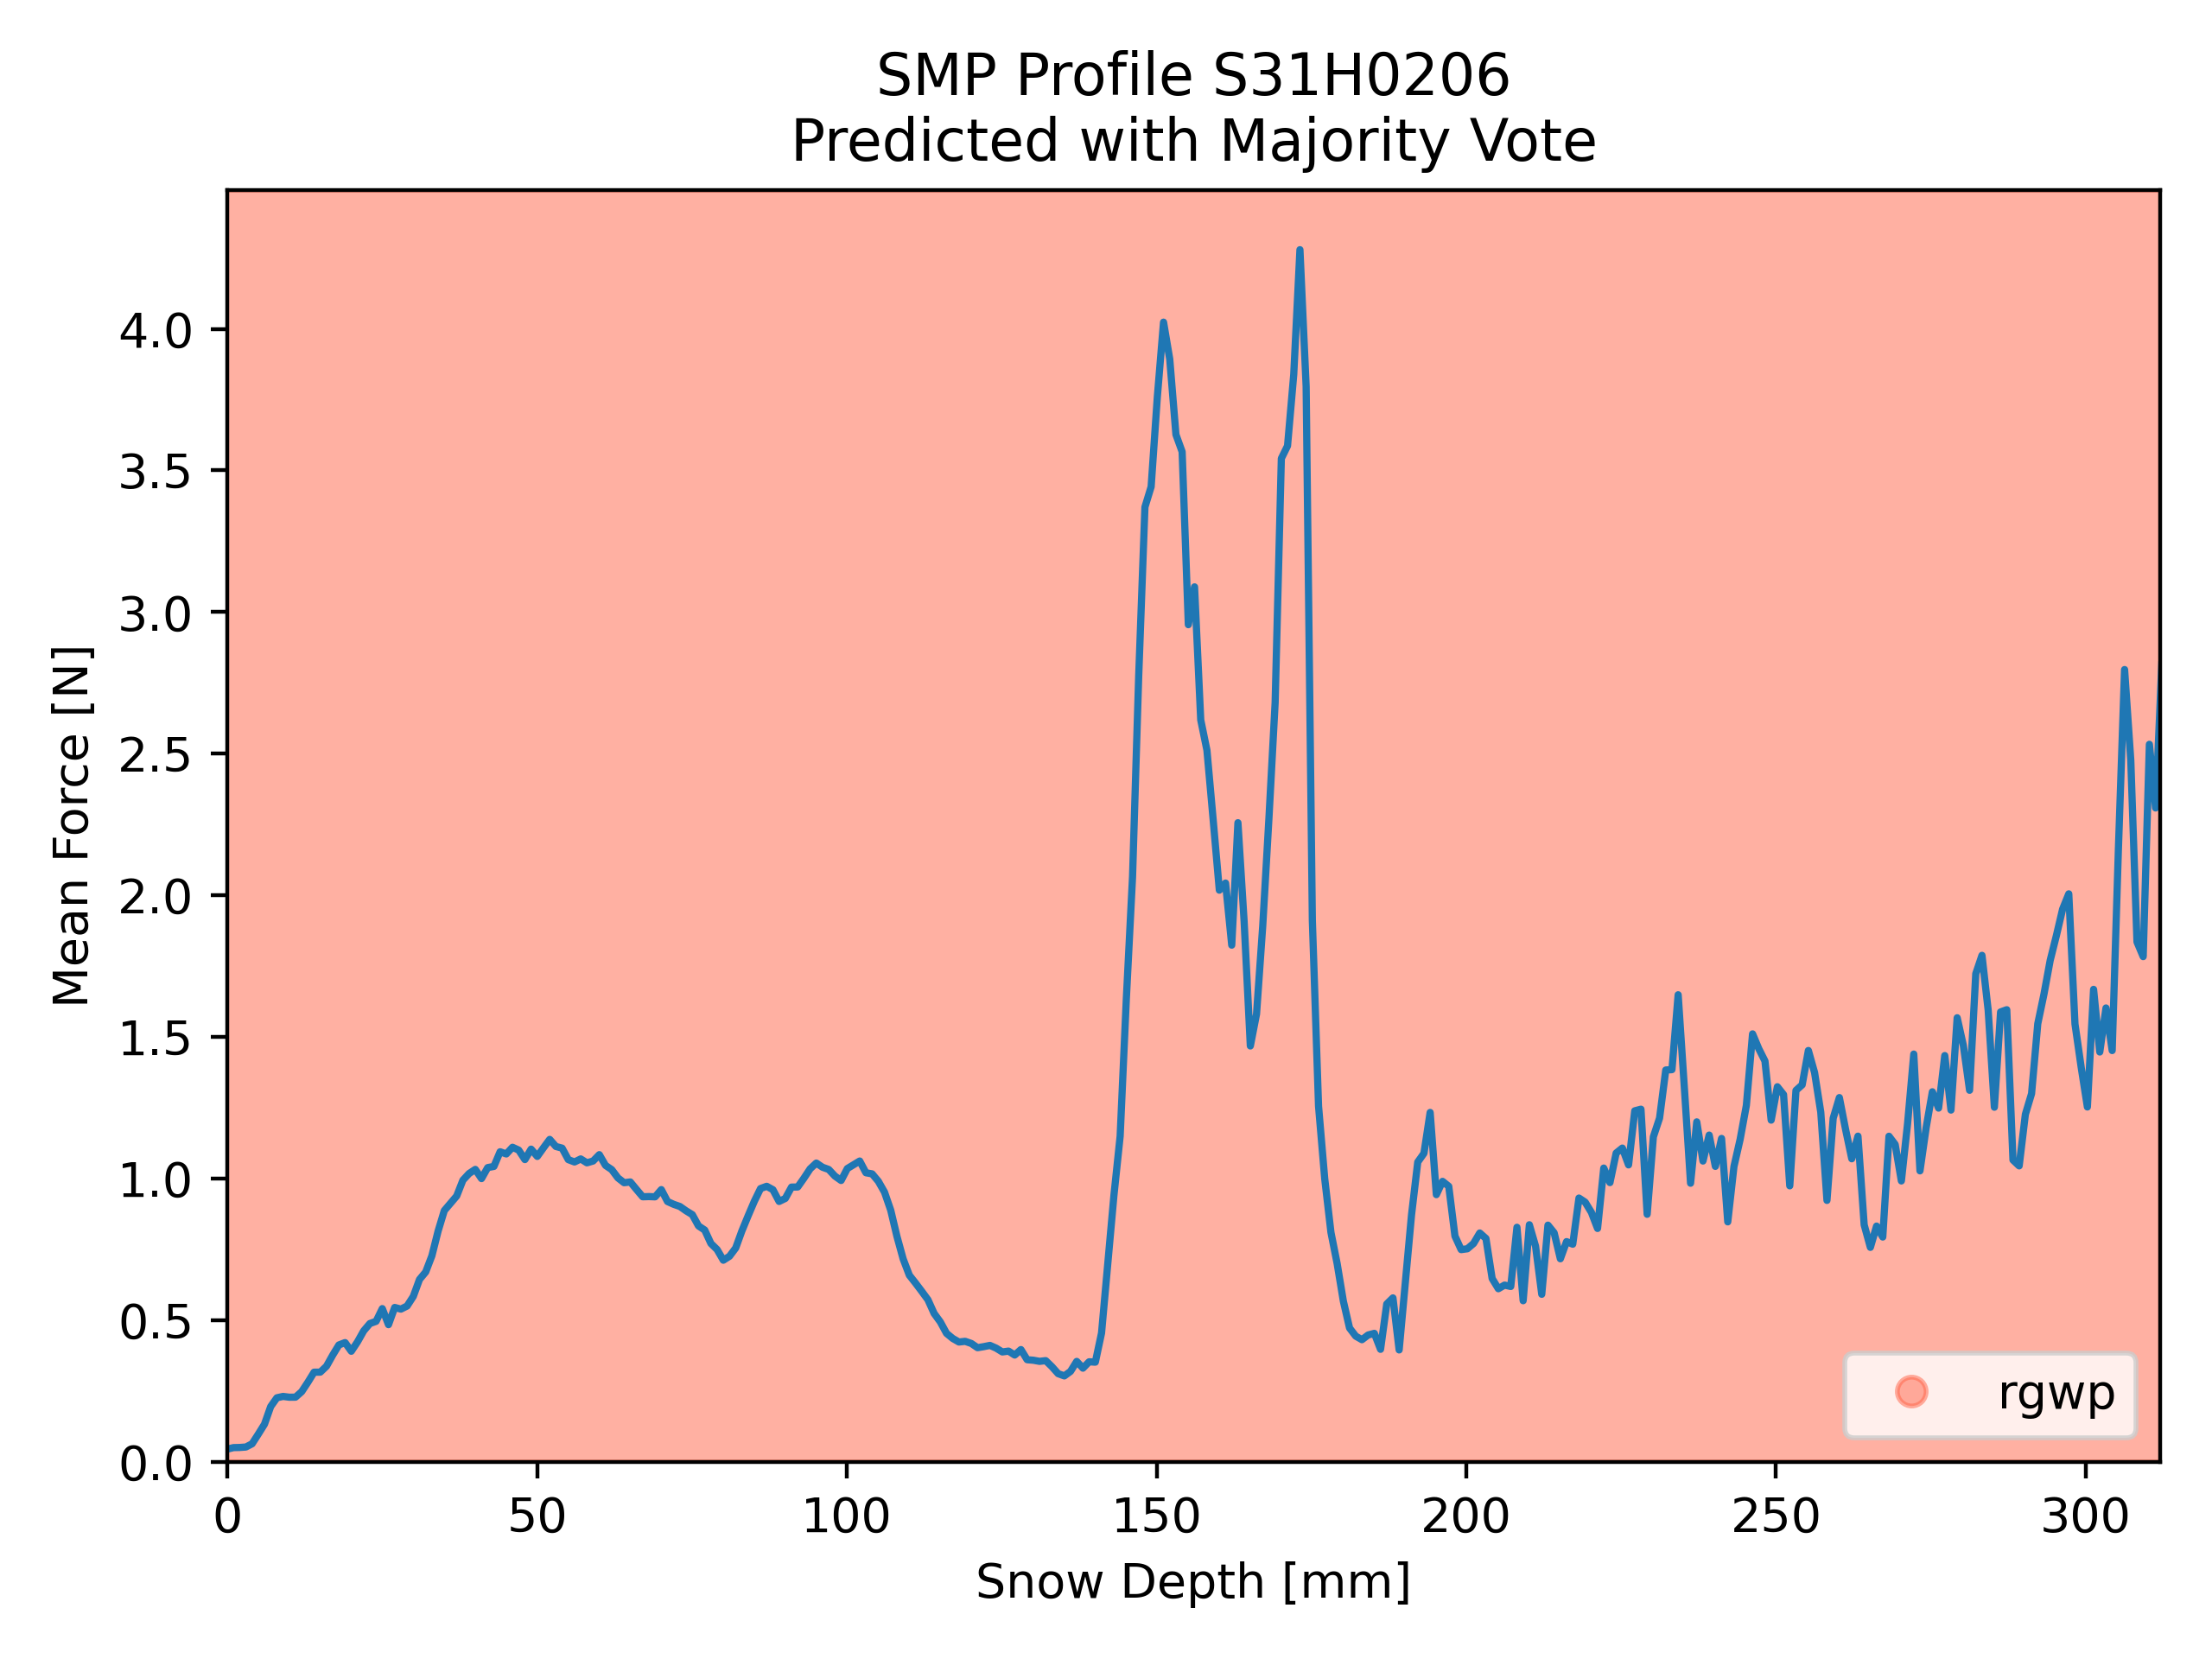 SMP Profile S31H0206
Predicted with Majority Vote
Mean Force [N]
4.0
3.5
3.0
2.5
2.0
1.5
1.0
0.5
0.0
0 50 100 150 200 250 300
Snow Depth [mm]
rgwp